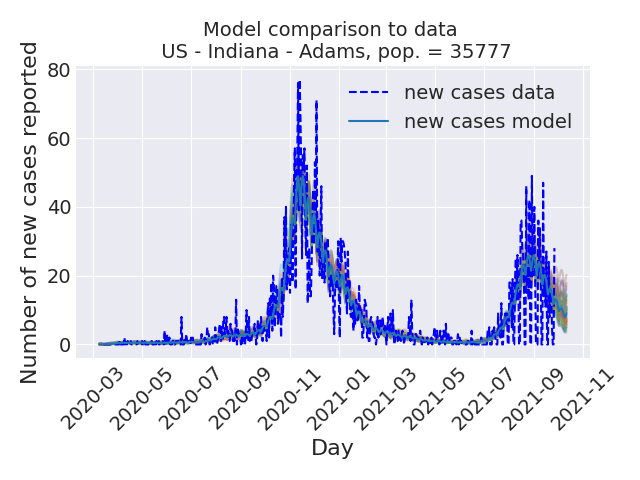 Model comparison to data
US - Indiana - Adams, pop. = 35777
Number of new cases reported
80
60
40
20
0
new cases data
new cases model
2020-03
2020-05
2020-07
2020-09
2020-11
2021-01
2021-03
2021-05
2021-07
2021-09
2021-11
Day